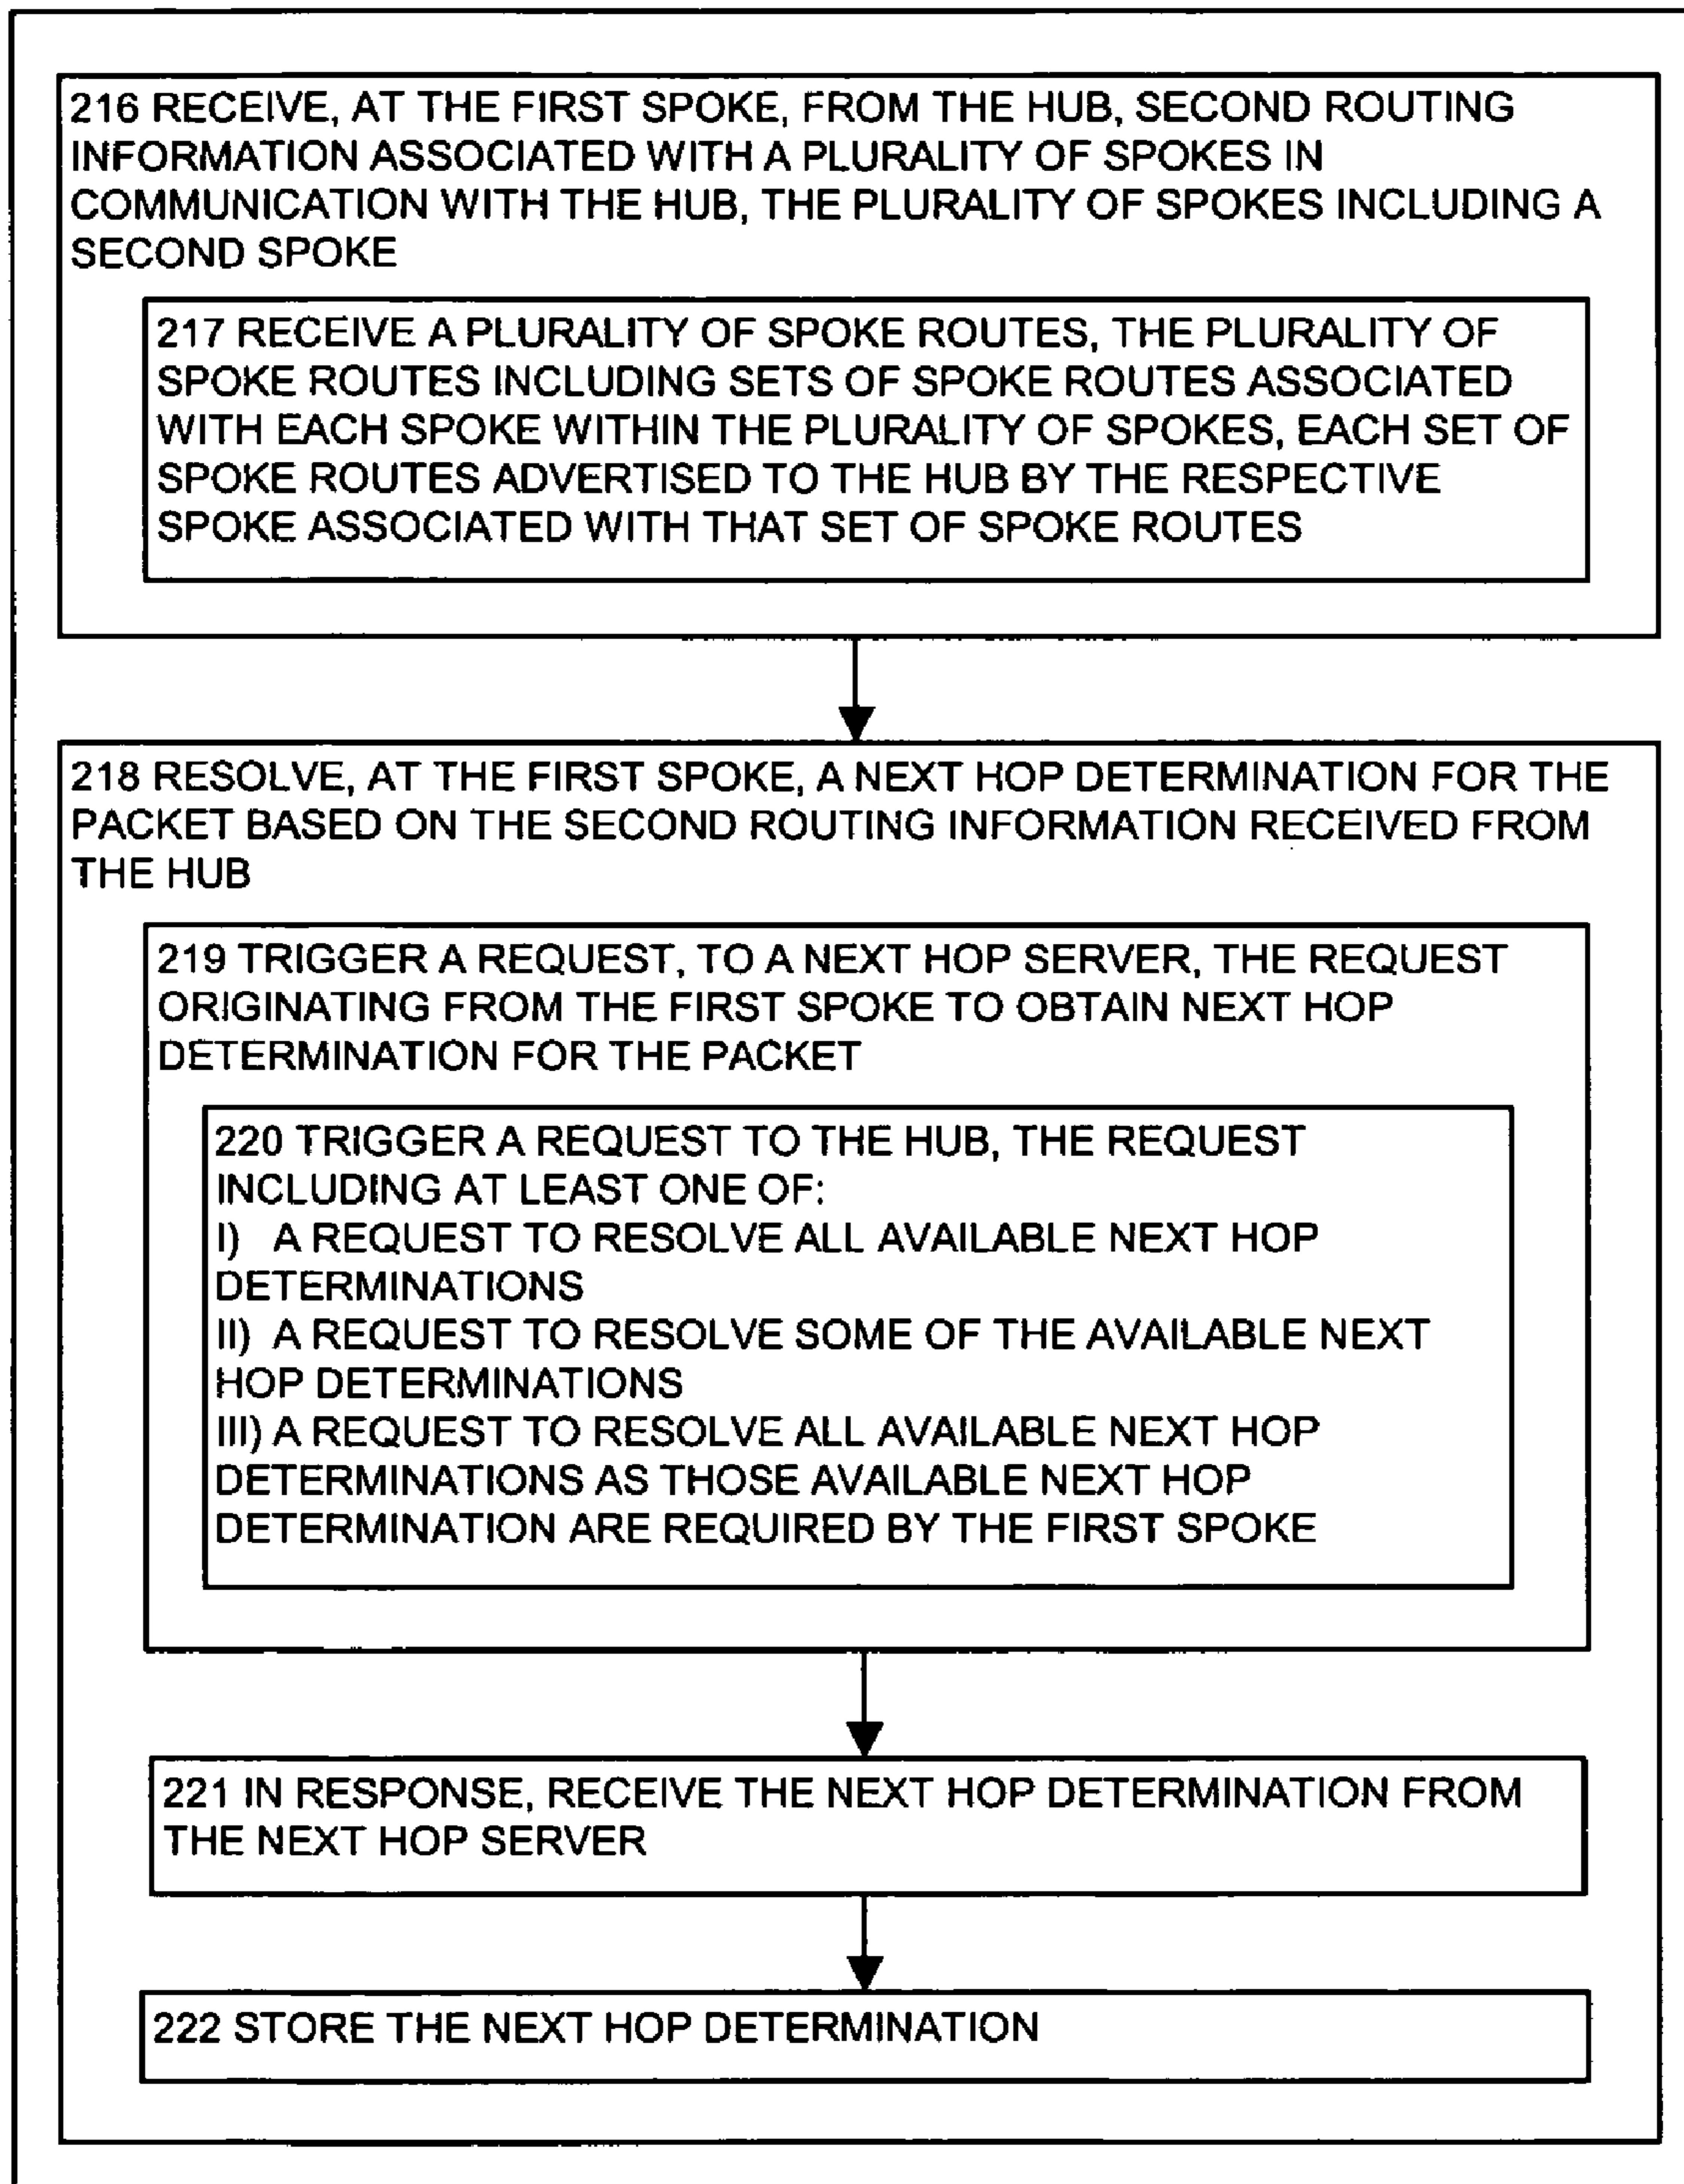 216 RECEIVE, AT THE FIRST SPOKE, FROM THE HUB, SECOND ROUTING
INFORMATION ASSOCIATED WITH A PLURALITY OF SPOKES IN
COMMUNICATION WITH THE HUB, THE PLURALITY OF SPOKES INCLUDING A
SECOND SPOKE
217 RECEIVE A PLURALITY OF SPOKE ROUTES, THE PLURALITY OF
SPOKE ROUTES INCLUDING SETS OF SPOKE ROUTES ASSOCIATED
WITH EACH SPOKE WITHIN THE PLURALITY OF SPOKES, EACH SET OF
SPOKE ROUTES ADVERTISED TO THE HUB BY THE RESPECTIVE
SPOKE ASSOCIATED WITH THAT SET OF SPOKE ROUTES
218 RESOLVE, AT THE FIRST SPOKE, A NEXT HOP DETERMINATION FOR THE
PACKET BASED ON THE SECOND ROUTING INFORMATION RECEIVED FROM
THE HUB
219 TRIGGER A REQUEST, TO A NEXT HOP SERVER, THE REQUEST
ORIGINATING FROM THE FIRST SPOKE TO OBTAIN NEXT HOP
DETERMINATION FOR THE PACKET
220 TRIGGER A REQUEST TO THE HUB, THE REQUEST
INCLUDING AT LEAST ONE OF:
I) A REQUEST TO RESOLVE ALL AVAILABLE NEXT HOP
DETERMINATIONS
II) A REQUEST TO RESOLVE SOME OF THE AVAILABLE NEXT
HOP DETERMINATIONS
III) A REQUEST TO RESOLVE ALL AVAILABLE NEXT HOP
DETERMINATIONS AS THOSE AVAILABLE NEXT HOP
DETERMINATION ARE REQUIRED BY THE FIRST SPOKE
221 IN RESPONSE, RECEIVE THE NEXT HOP DETERMINATION FROM
THE NEXT HOP SERVER
222 STORE THE NEXT HOP DETERMINATION